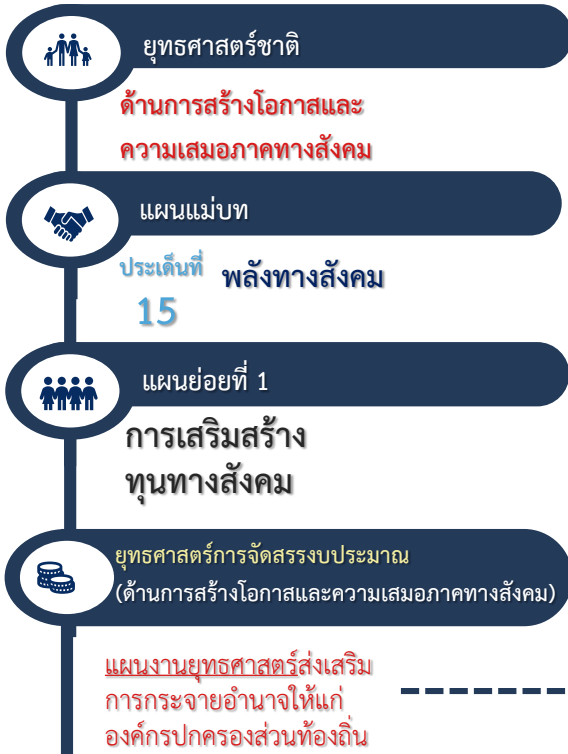 ยุทธศาสตร์ชาติ
ด้านการสร้างโอกาสและ
ความเสมอภาคทางสังคม
แผนแม่บท
ประเด็นที่ พลังทางสังคม
15
แผนย่อยที่ 1
การเสริมสร้าง
ทุนทางสังคม
ยุทธศาสตร์การจัดสรรงบประมาณ
(ด้านการสร้างโอกาสและความเสมอภาคทางสังคม)
แผนงานยุทธศาสตร์ส่งเสริม
การกระจายอำนาจให้แก่
องค์กรปกครองส่วนท้องถิ่น